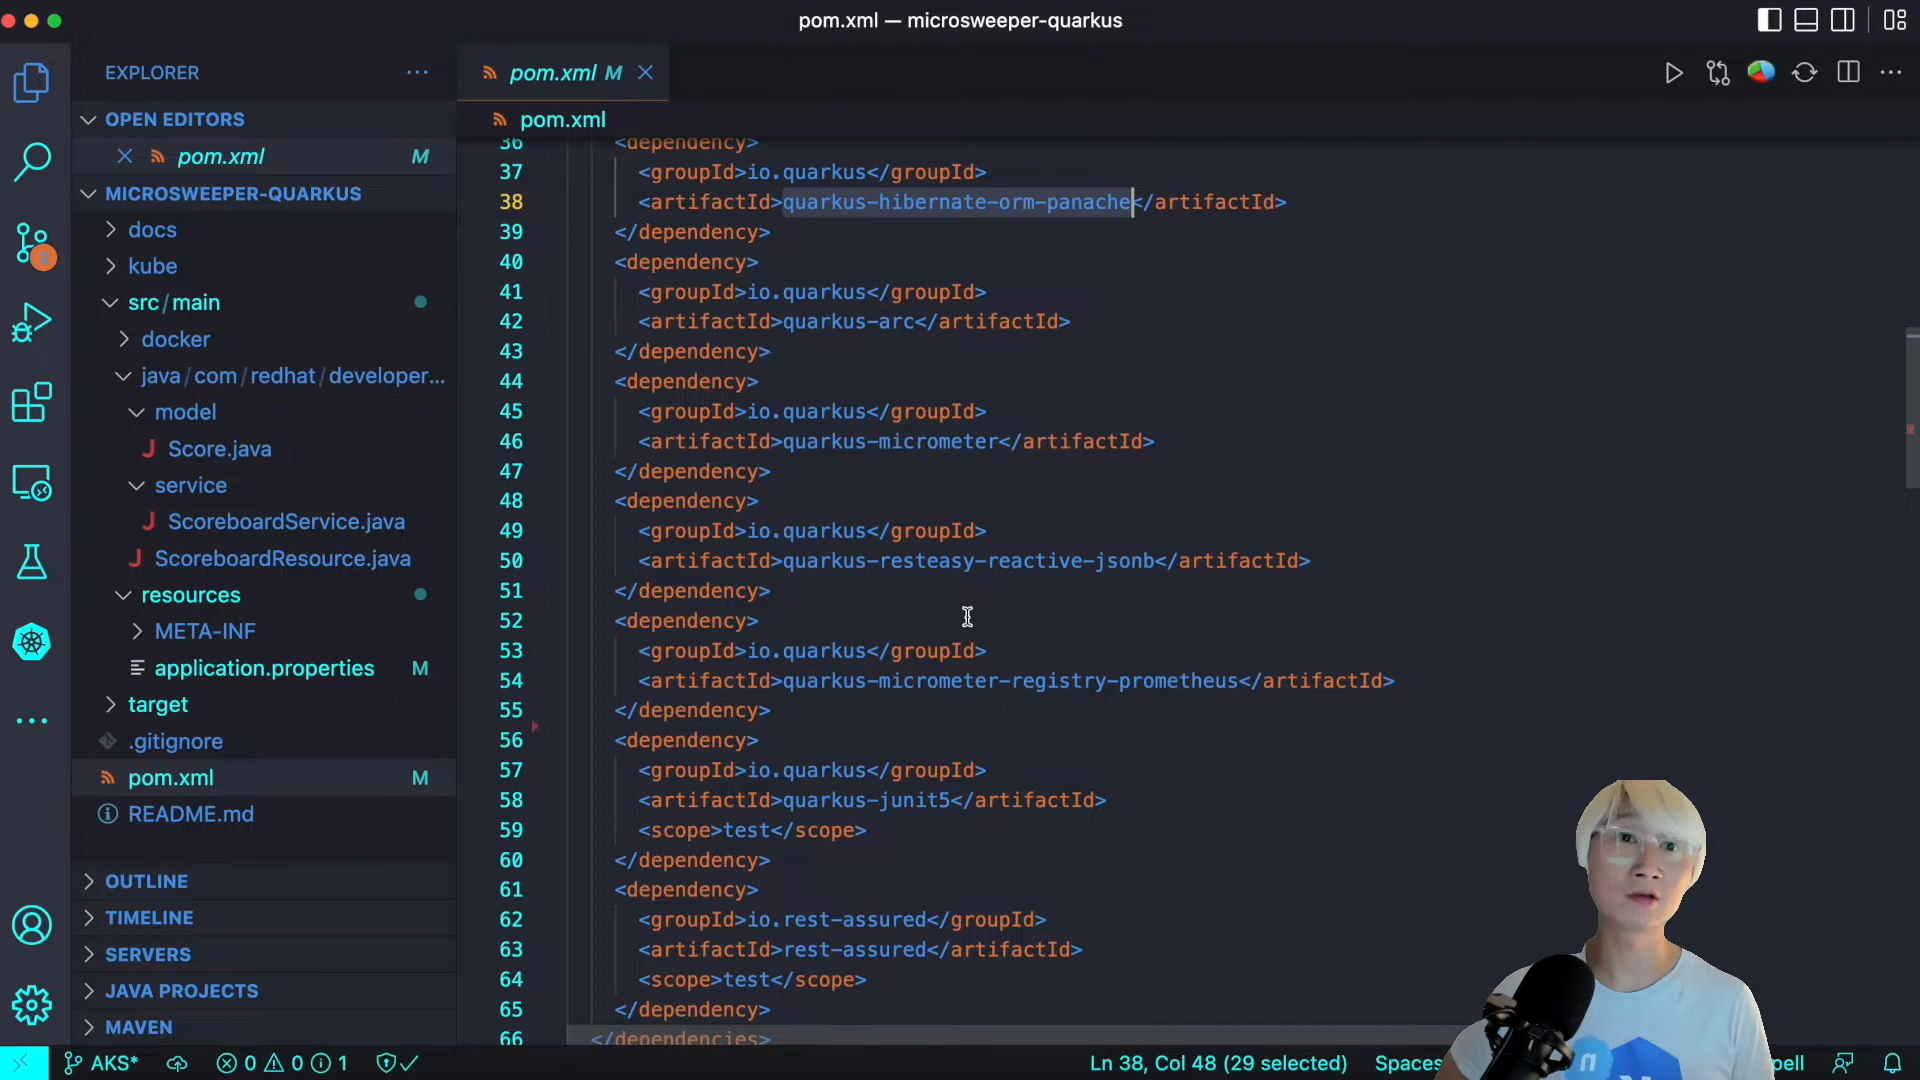 pom.xml — microsweeper-quarkus
EXPLORER
OPEN EDITORS
pom.xml M
MICROSWEEPER-QUARKUS
docs
kube
src/main
docker
java/com/redhat/developer...
model
Score.java
service
ScoreboardService.java
ScoreboardResource.java
resources
META-INF
application.properties M
target
.gitignore
pom.xml M
README.md
OUTLINE
TIMELINE
SERVERS
JAVA PROJECTS
MAVEN
pom.xml M
pom.xml
36 <dependency>
37 <groupId>io.quarkus</groupId>
38 <artifactId>quarkus-hibernate-orm-panache</artifactId>
39 </dependency>
40 <dependency>
41 <groupId>io.quarkus</groupId>
42 <artifactId>quarkus-arc</artifactId>
43 </dependency>
44 <dependency>
45 <groupId>io.quarkus</groupId>
46 <artifactId>quarkus-micrometer</artifactId>
47 </dependency>
48 <dependency>
49 <groupId>io.quarkus</groupId>
50 <artifactId>quarkus-resteasy-reactive-jsonb</artifactId>
51 </dependency>
52 <dependency>
53 <groupId>io.quarkus</groupId>
54 <artifactId>quarkus-micrometer-registry-prometheus</artifactId>
55 </dependency>
56 <dependency>
57 <groupId>io.quarkus</groupId>
58 <artifactId>quarkus-junit5</artifactId>
59 <scope>test</scope>
60 </dependency>
61 <dependency>
62 <groupId>io.rest-assured</groupId>
63 <artifactId>rest-assured</artifactId>
64 <scope>test</scope>
65 </dependency>
66 </dependencies>
AKS* 0 0 1 Ln 38, Col 48 (29 selected) Spaces pell